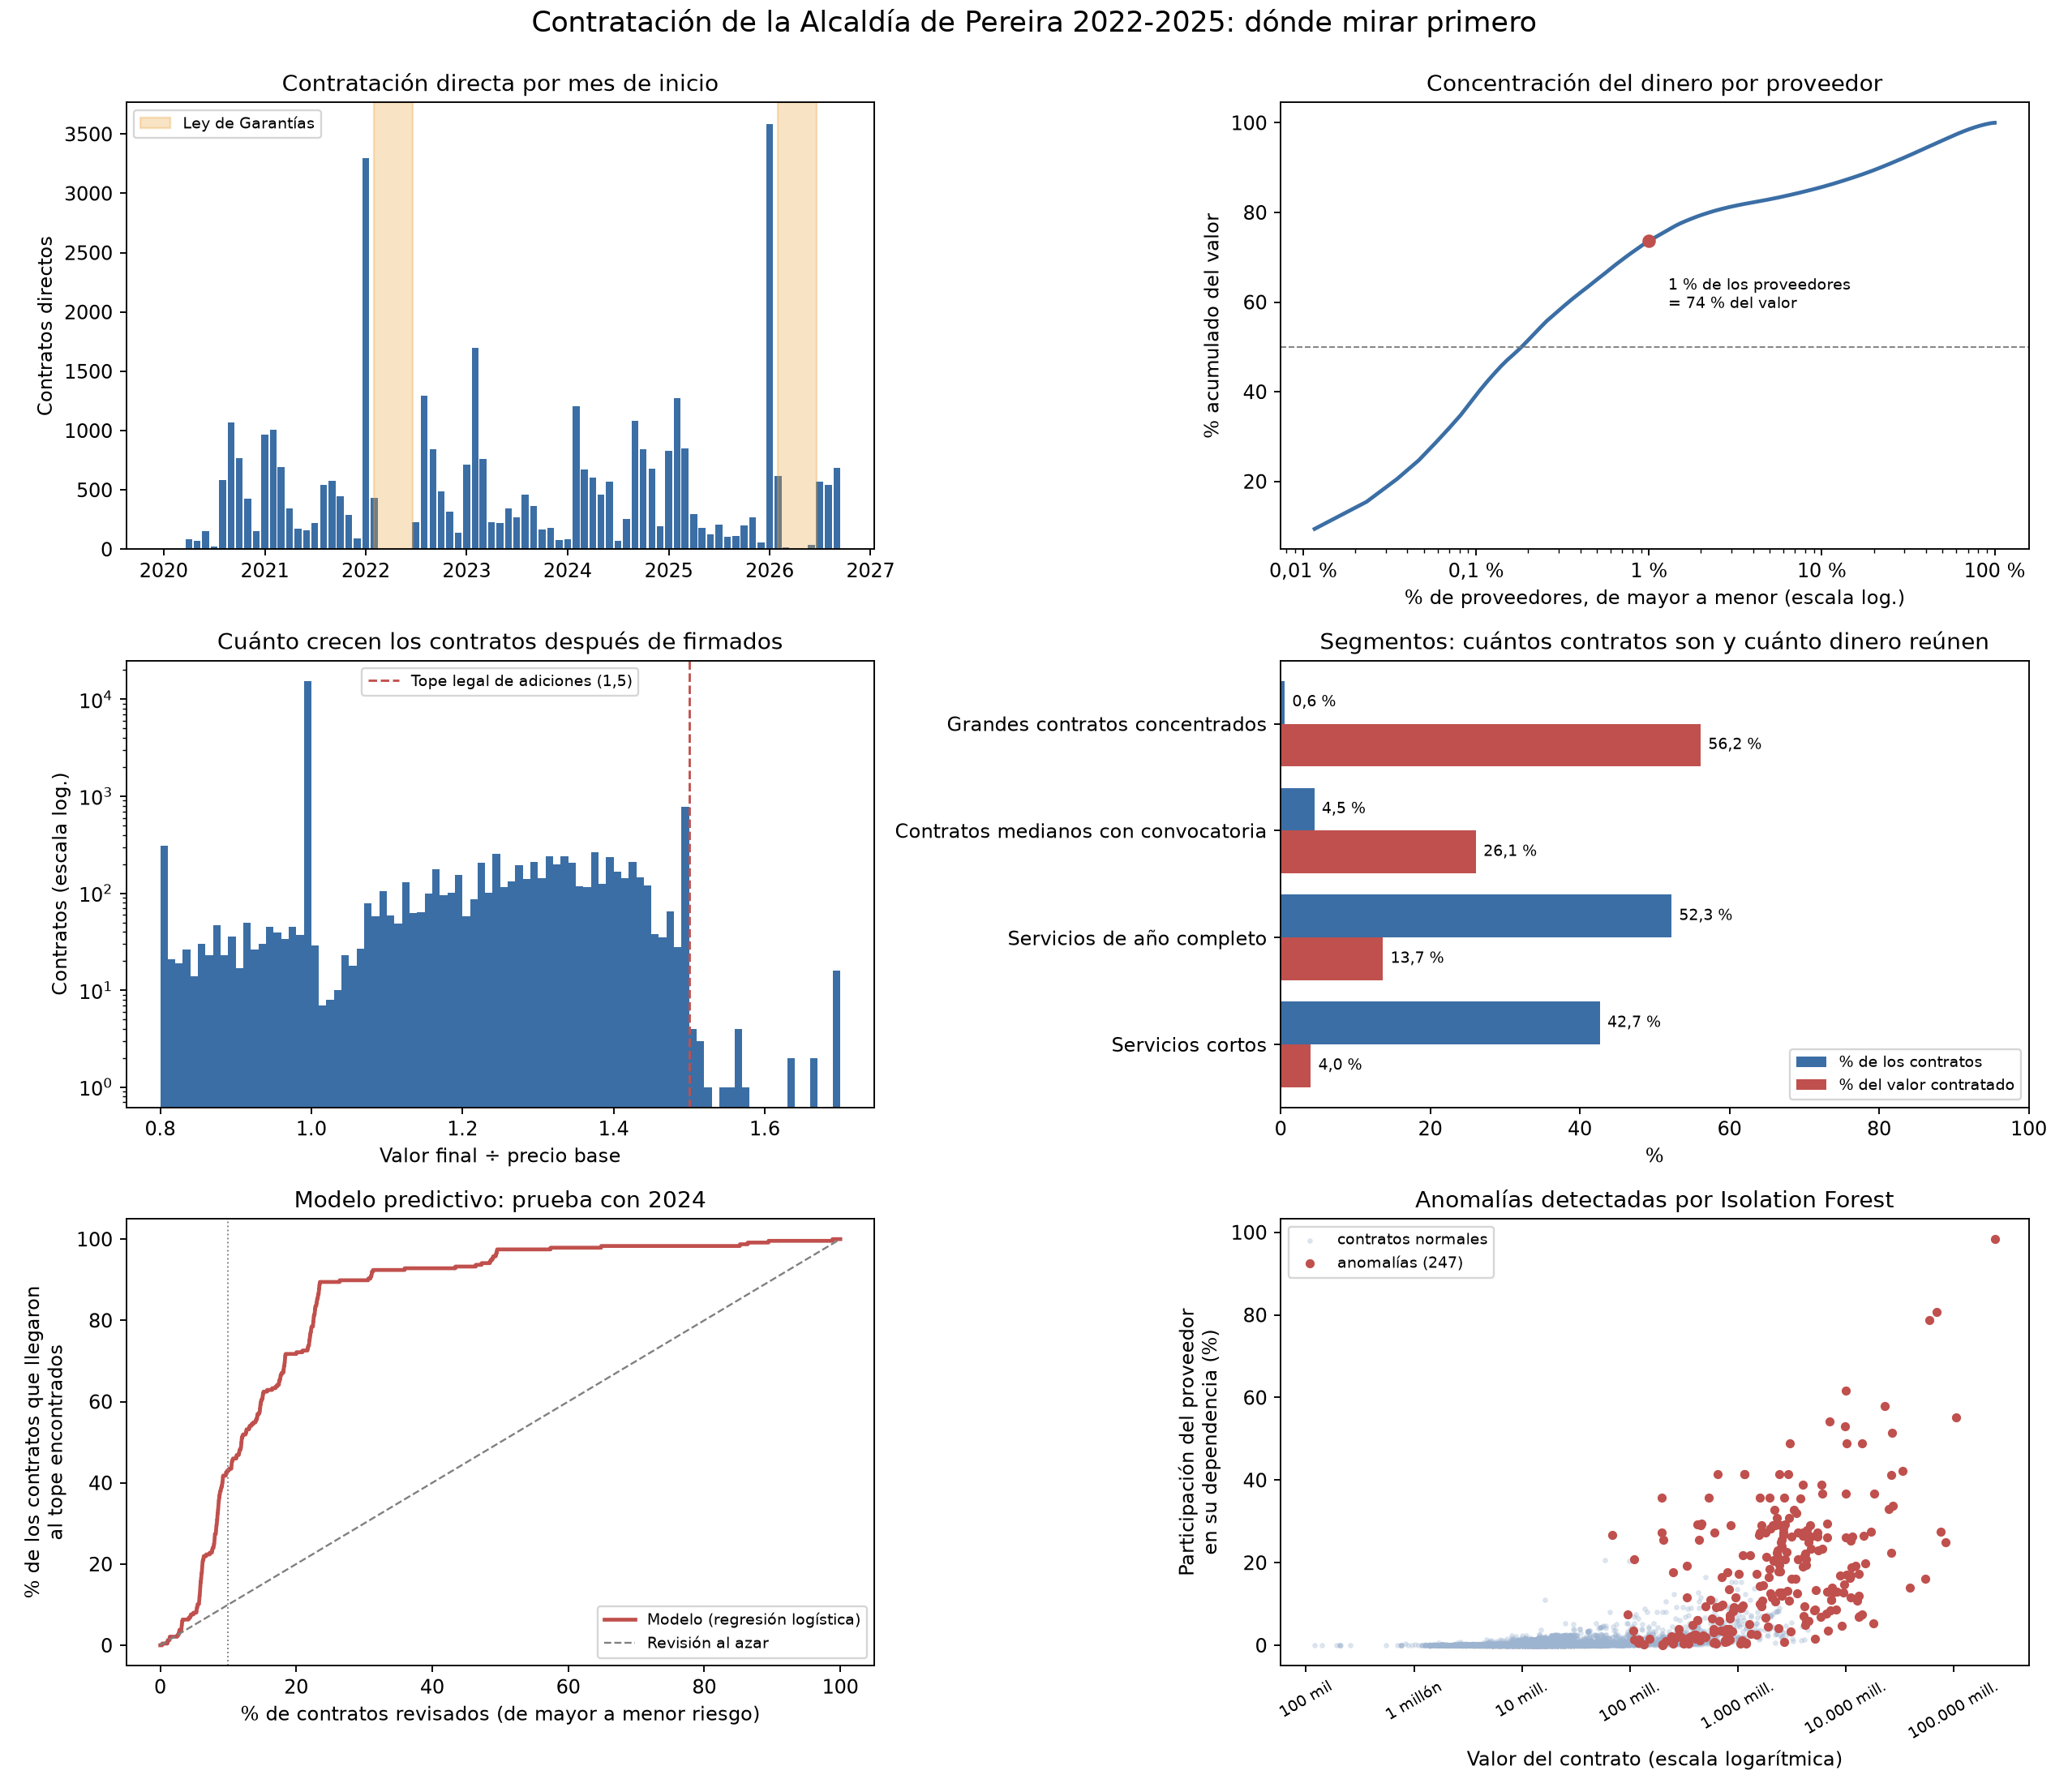 Contratación de la Alcaldía de Pereira 2022-2025: dónde mirar primero
Contratación directa por mes de inicio
Ley de Garantías
Contratos directos
3500
3000
2500
2000
1500
1000
500
0
2020 2021 2022 2023 2024 2025 2026 2027
Concentración del dinero por proveedor
% acumulado del valor
100
80
60
40
20
1 % de los proveedores
= 74 % del valor
0,01 % 0,1 % 1 % 10 % 100 %
% de proveedores, de mayor a menor (escala log.)
Cuánto crecen los contratos después de firmados
Tope legal de adiciones (1,5)
Contratos (escala log.)
10⁴
10³
10²
10¹
10⁰
0.8 1.0 1.2 1.4 1.6
Valor final ÷ precio base
Segmentos: cuántos contratos son y cuánto dinero reúnen
Grandes contratos concentrados
0,6 %
56,2 %
Contratos medianos con convocatoria
4,5 %
26,1 %
Servicios de año completo
52,3 %
13,7 %
Servicios cortos
42,7 %
4,0 %
% de los contratos
% del valor contratado
0 20 40 60 80 100
%
Modelo predictivo: prueba con 2024
% de los contratos que llegaron
al tope encontrados
100
80
60
40
20
0
Modelo (regresión logística)
Revisión al azar
0 20 40 60 80 100
% de contratos revisados (de mayor a menor riesgo)
Anomalías detectadas por Isolation Forest
contratos normales
anomalías (247)
Participación del proveedor
en su dependencia (%)
100
80
60
40
20
0
100 mil 1 millón 10 mill. 100 mill. 1.000 mill. 10.000 mill. 100.000 mill.
Valor del contrato (escala logarítmica)